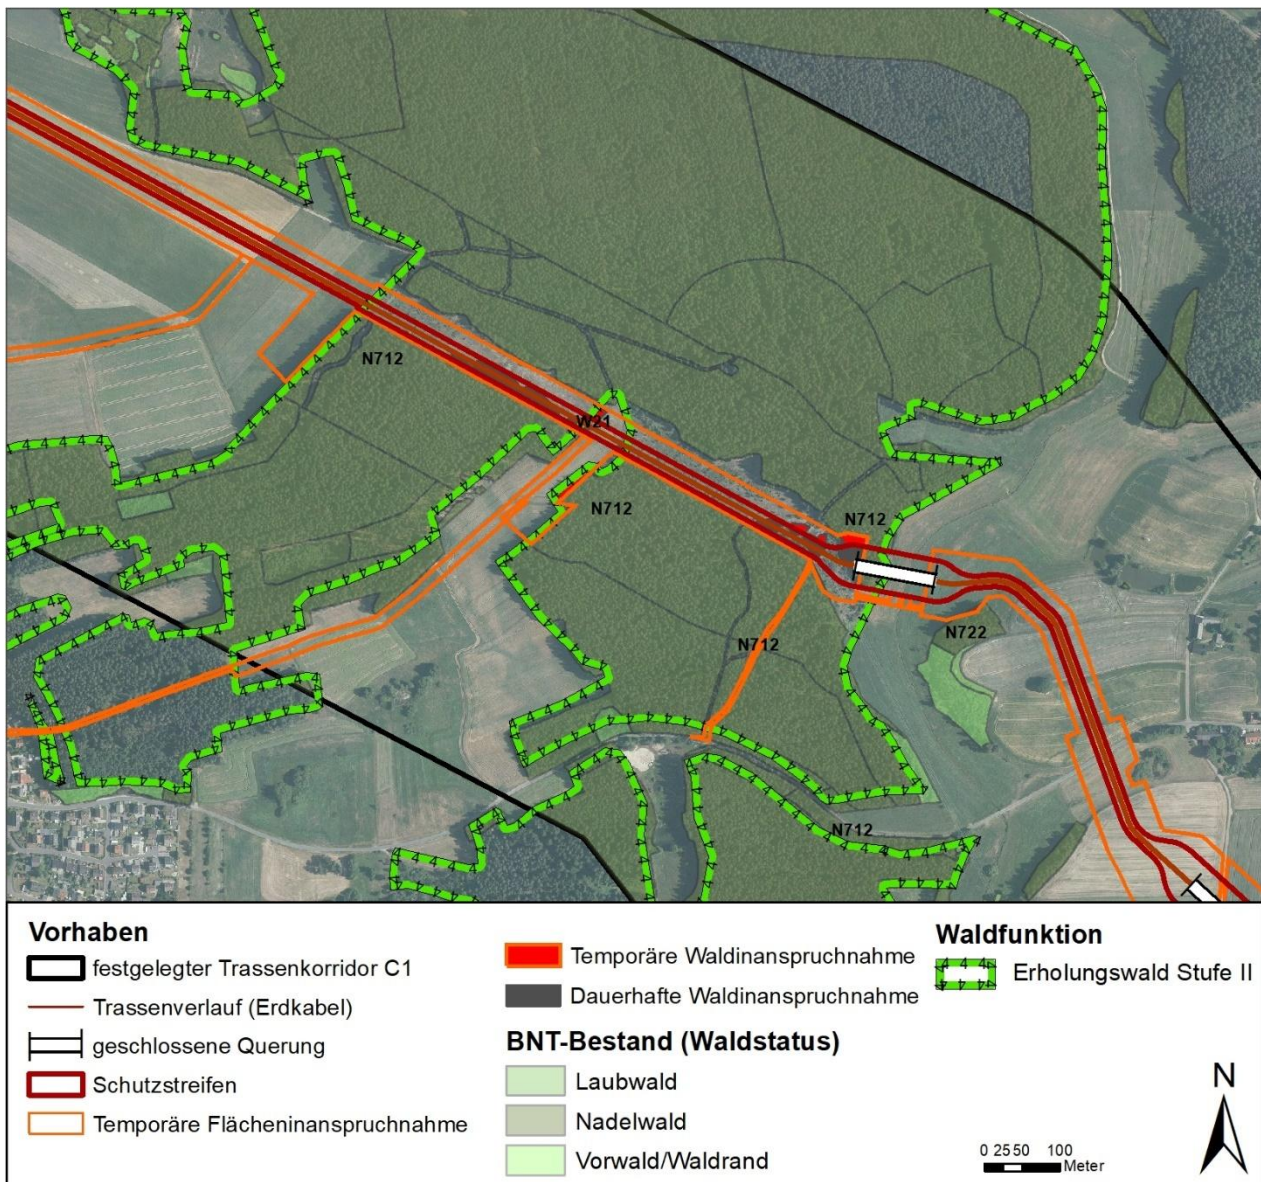 N712
W21
N712
N712
N712
N722
N712
Vorhaben
festgelegter Trassenkorridor C1
Trassenverlauf (Erdkabel)
geschlossene Querung
Schutzstreifen
Temporäre Flächeninanspruchnahme
Temporäre Waldinanspruchnahme
Dauerhafte Waldinanspruchnahme
BNT-Bestand (Waldstatus)
Laubwald
Nadelwald
Vorwald/Waldrand
Waldfunktion
Erholungswald Stufe II
N
0 25 50 100
Meter